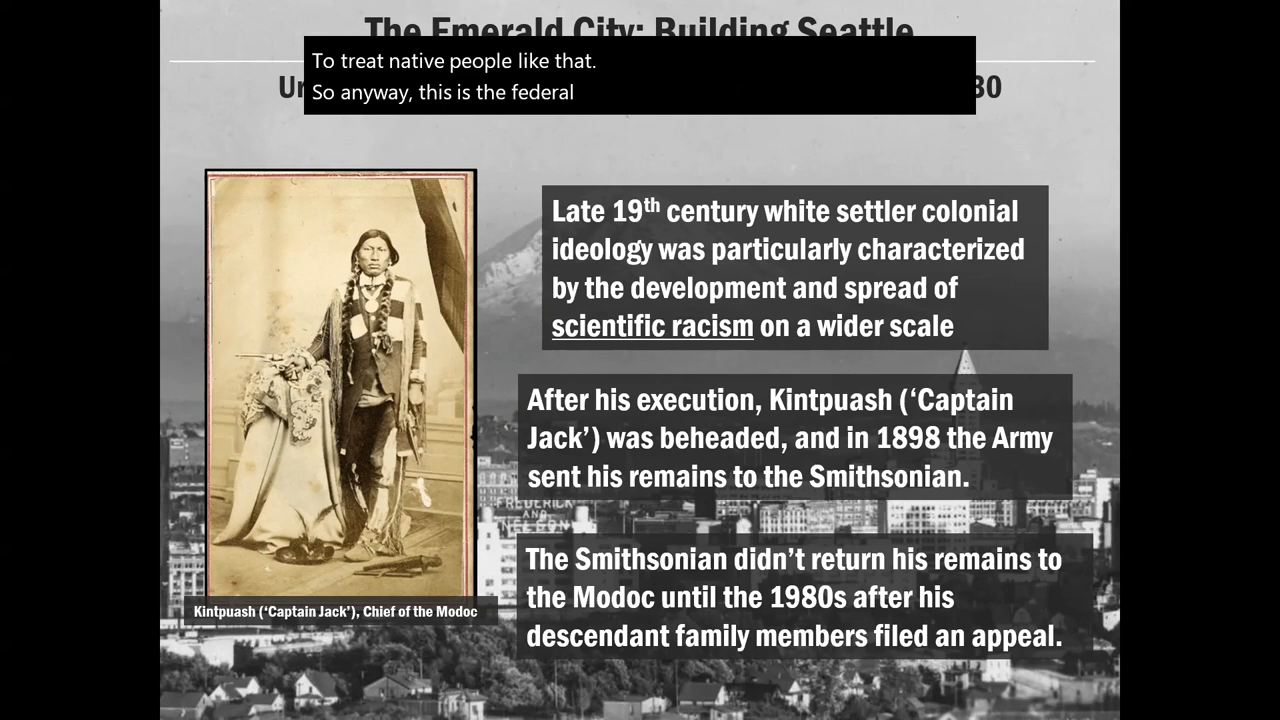 The Emerald City: Building Seattle
To treat native people like that.
So anyway, this is the federal
30
Late 19th century white settler colonial
ideology was particularly characterized
by the development and spread of
scientific racism on a wider scale
After his execution, Kintpuash (‘Captain
Jack’) was beheaded, and in 1898 the Army
sent his remains to the Smithsonian.
FREDERICK
AND
NELSON
The Smithsonian didn’t return his remains to
the Modoc until the 1980s after his
descendant family members filed an appeal.
Kintpuash (‘Captain Jack’), Chief of the Modoc